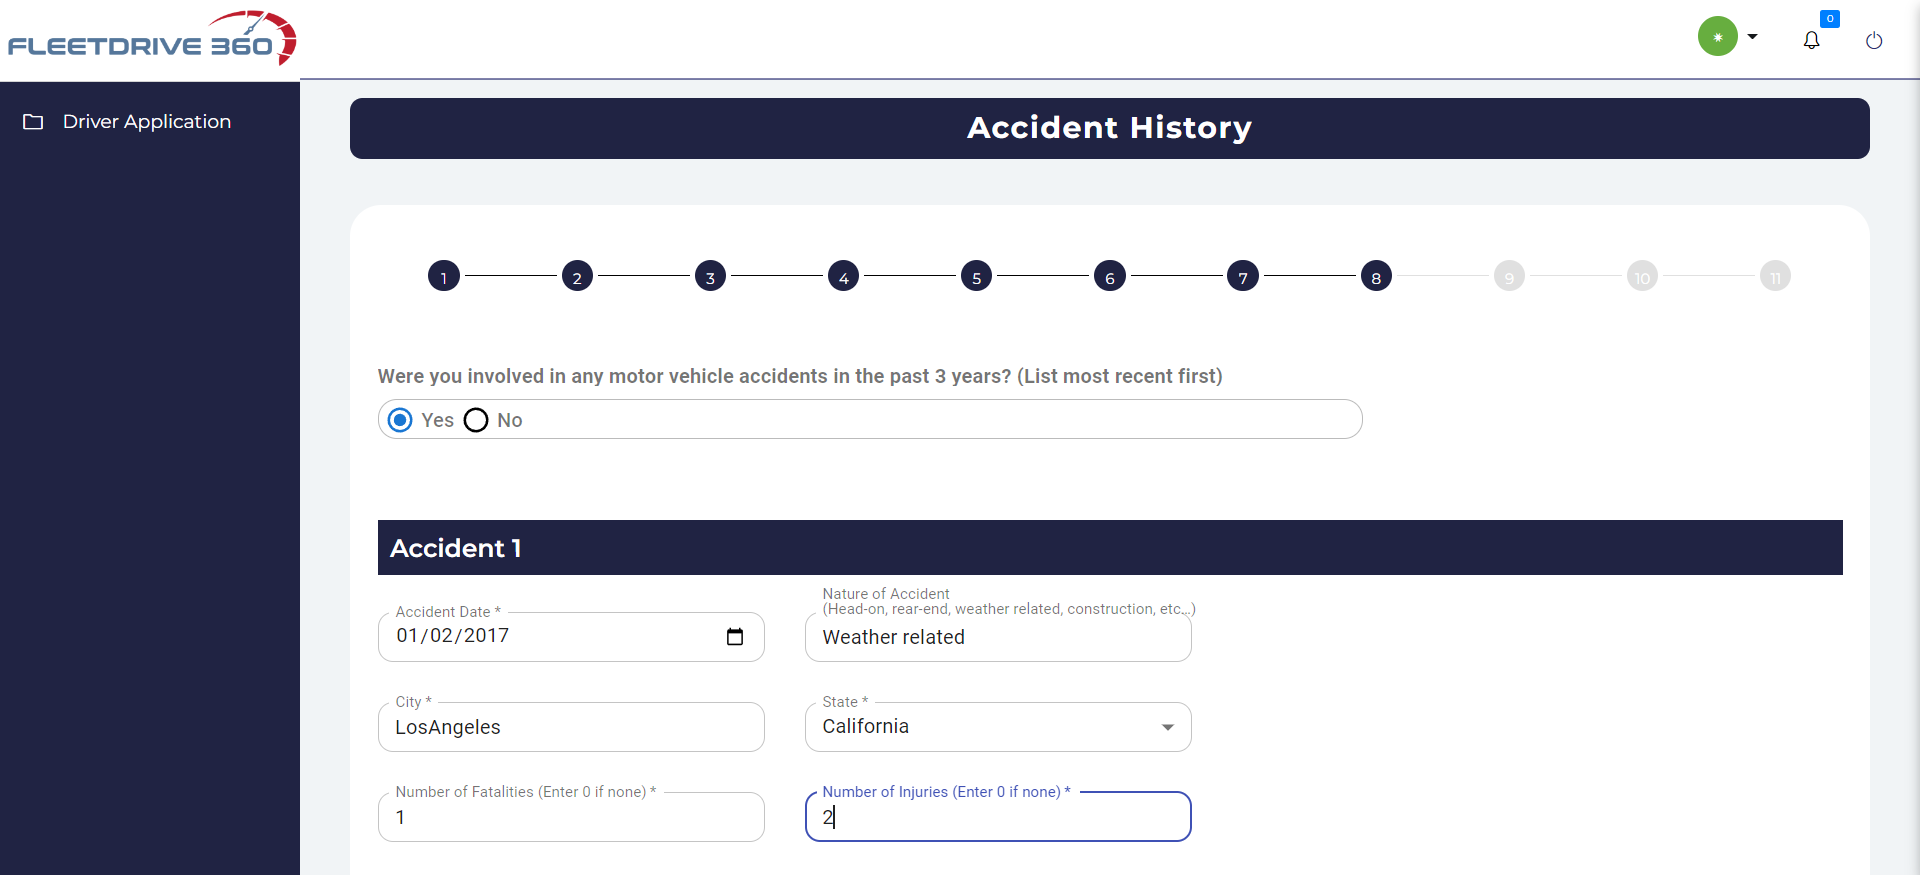 FLEETDRIVE 360
0
Driver Application
Accident History
1 2 3 4 5 6 7 8 9 10 11
Were you involved in any motor vehicle accidents in the past 3 years? (List most recent first)
Yes No
Accident 1
Accident Date *
01/02/2017
Nature of Accident
(Head-on, rear-end, weather related, construction, etc...)
Weather related
City *
LosAngeles
State *
California
Number of Fatalities (Enter 0 if none) *
1
Number of Injuries (Enter 0 if none) *
2